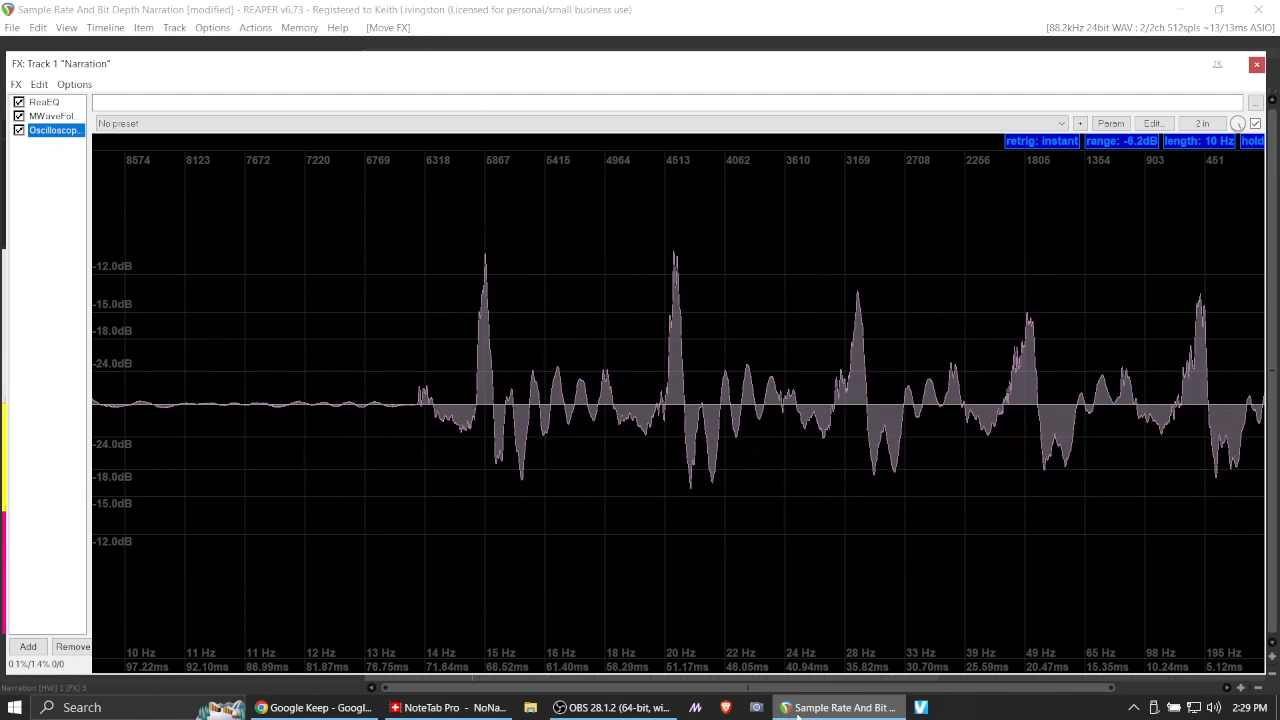 Sample Rate And Bit Depth Narration [modified] - REAPER v6.73 - Registered to Keith Livingston (Licensed for personal/small business use)
File Edit View Timeline Item Track Options Actions Memory Help [Move FX] [88.2kHz 24bit WAV : 2/2ch 512spls ~13/13ms ASIO]
FX: Track 1 "Narration"
FX Edit Options
ReaEQ
MWaveFol...
Oscilloscop...
No preset + Param Edit... 2 in
retrig: instant range: -6.2dB length: 10 Hz hold
8574 8123 7672 7220 6769 6318 5867 5415 4964 4513 4062 3610 3159 2708 2256 1805 1354 903 451
-12.0dB
-15.0dB
-18.0dB
-24.0dB
-24.0dB
-18.0dB
-15.0dB
-12.0dB
10 Hz 11 Hz 11 Hz 12 Hz 13 Hz 14 Hz 15 Hz 16 Hz 18 Hz 20 Hz 22 Hz 24 Hz 28 Hz 33 Hz 39 Hz 49 Hz 65 Hz 98 Hz 195 Hz
97.22ms 92.10ms 86.99ms 81.87ms 76.75ms 71.64ms 66.52ms 61.40ms 56.29ms 51.17ms 46.05ms 40.94ms 35.82ms 30.70ms 25.59ms 20.47ms 15.35ms 10.24ms 5.12ms
Add Remove
0.1%/1.4% 0/0
Narration [HW] 1 [FX] 3
Search Google Keep - Googl... NoteTab Pro - NoNa... OBS 28.1.2 (64-bit, wi... Sample Rate And Bit ... 2:29 PM